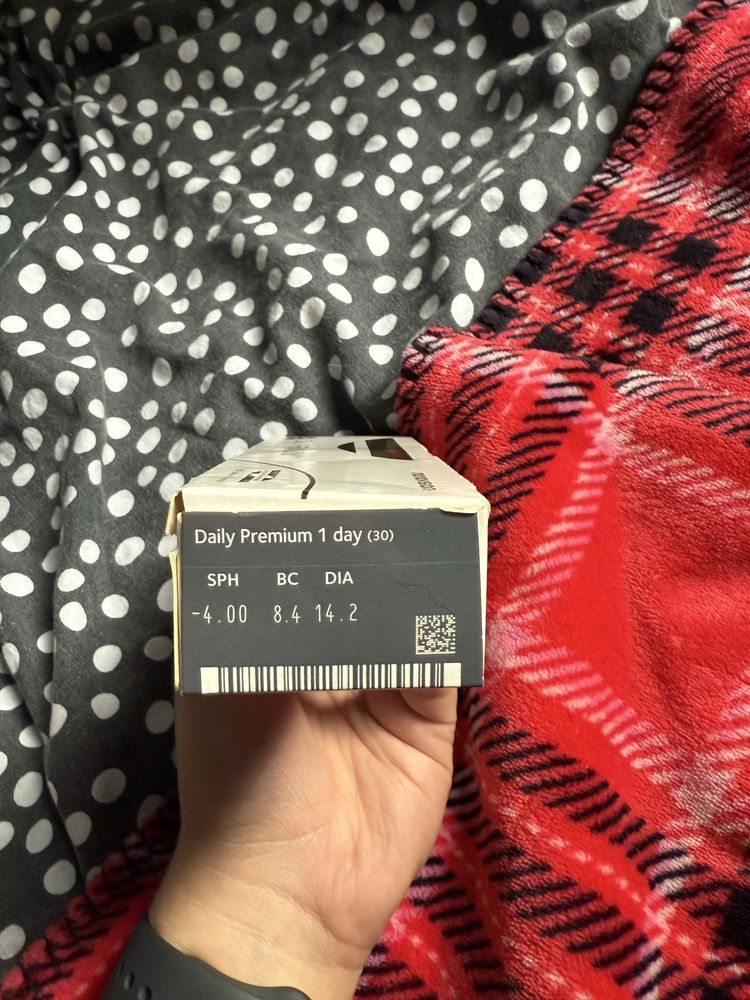 Daily Premium 1 day (30)
SPH BC DIA
-4.00 8.4 14.2